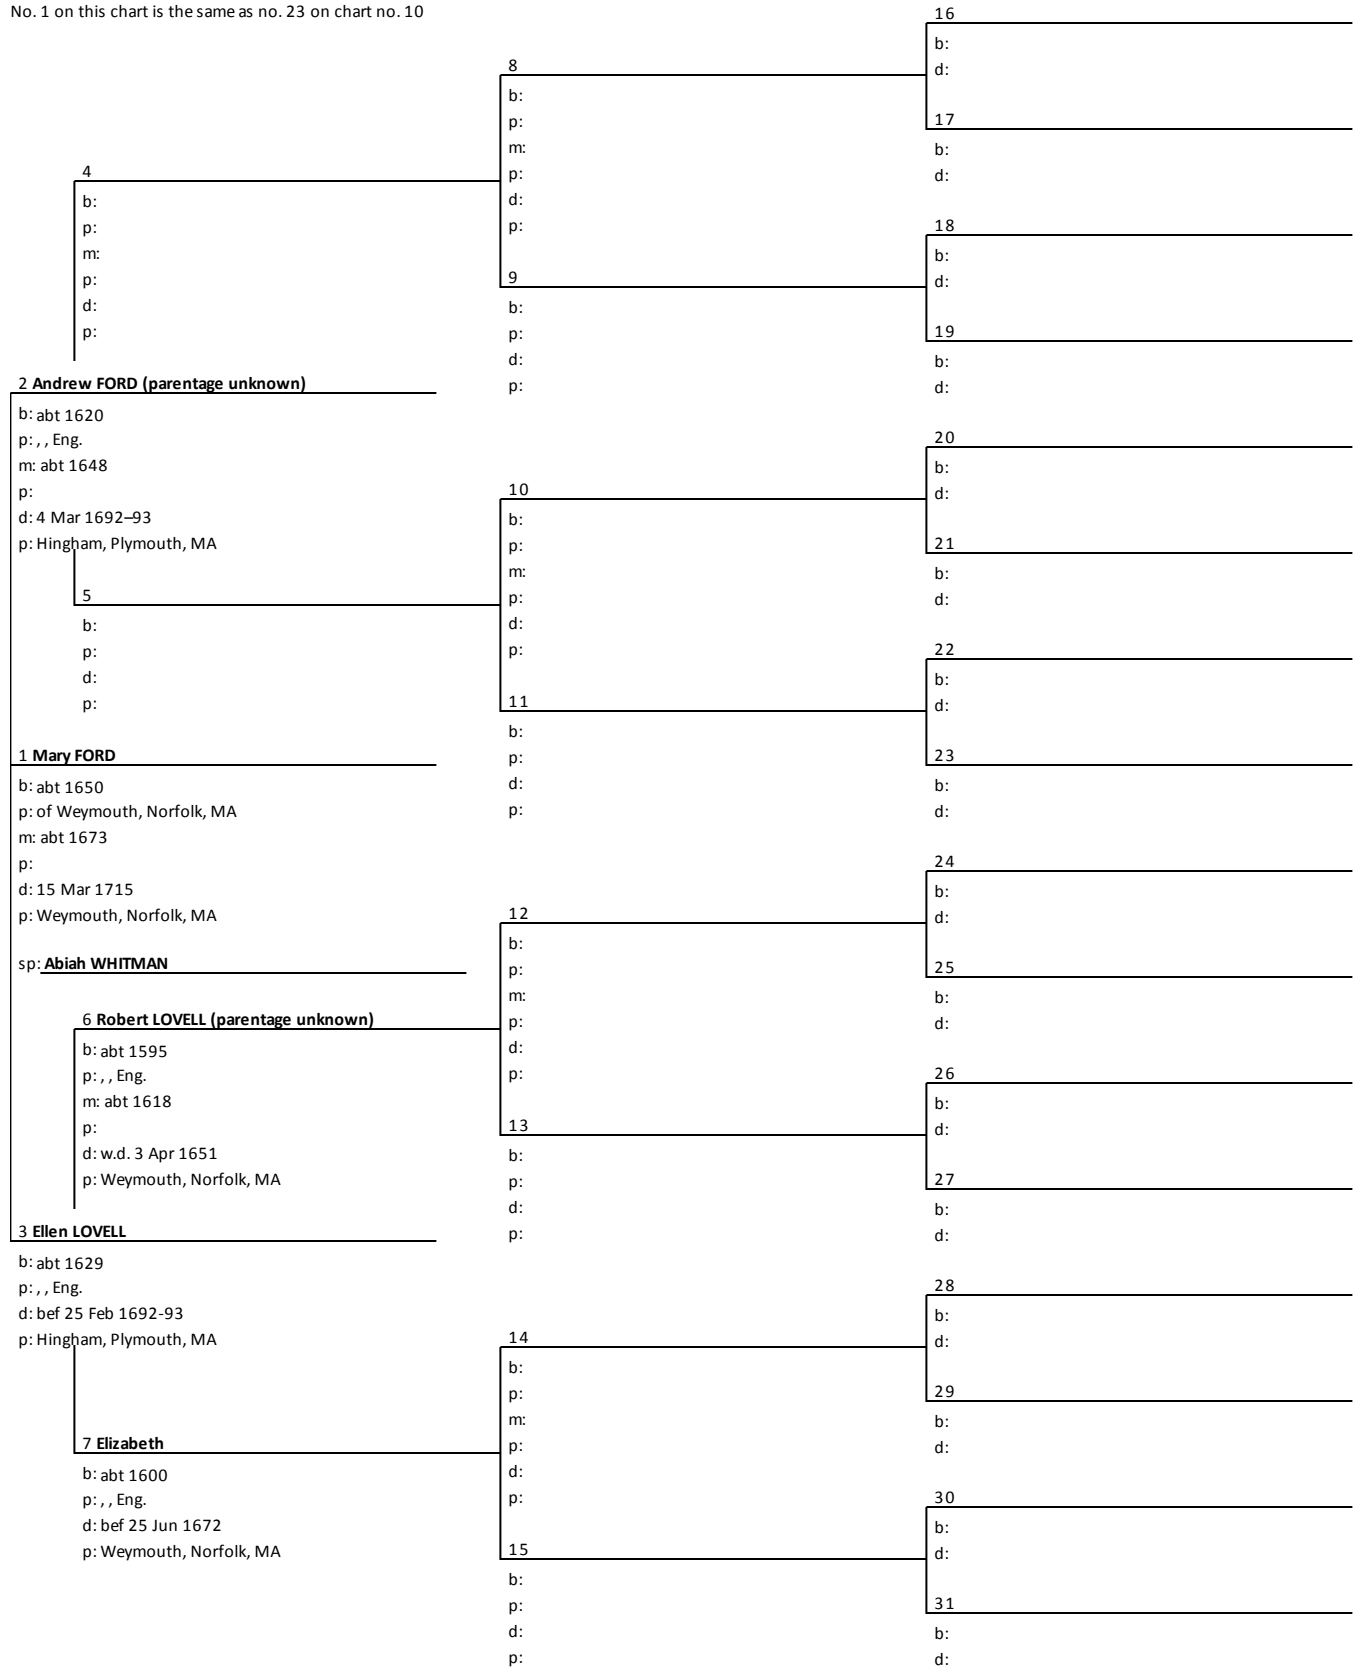 No. 1 on this chart is the same as no. 23 on chart no. 10
16
b:
d:
8
b:
p:
m:
p:
d:
p:
17
b:
d:
4
b:
p:
m:
p:
d:
p:
18
b:
d:
9
b:
p:
d:
p:
19
b:
d:
2 Andrew FORD (parentage unknown)
b: abt 1620
p: , , Eng.
m: abt 1648
p:
d: 4 Mar 1692–93
p: Hingham, Plymouth, MA
20
b:
d:
10
b:
p:
m:
p:
d:
p:
21
b:
d:
5
b:
p:
d:
p:
22
b:
d:
11
b:
p:
d:
p:
23
b:
d:
1 Mary FORD
b: abt 1650
p: of Weymouth, Norfolk, MA
m: abt 1673
p:
d: 15 Mar 1715
p: Weymouth, Norfolk, MA
sp: Abiah WHITMAN
24
b:
d:
12
b:
p:
m:
p:
d:
p:
25
b:
d:
6 Robert LOVELL (parentage unknown)
b: abt 1595
p: , , Eng.
m: abt 1618
p:
d: w.d. 3 Apr 1651
p: Weymouth, Norfolk, MA
26
b:
d:
13
b:
p:
d:
p:
27
b:
d:
3 Ellen LOVELL
b: abt 1629
p: , , Eng.
d: bef 25 Feb 1692-93
p: Hingham, Plymouth, MA
28
b:
d:
14
b:
p:
m:
p:
d:
p:
29
b:
d:
7 Elizabeth
b: abt 1600
p: , , Eng.
d: bef 25 Jun 1672
p: Weymouth, Norfolk, MA
30
b:
d:
15
b:
p:
d:
p:
31
b:
d: